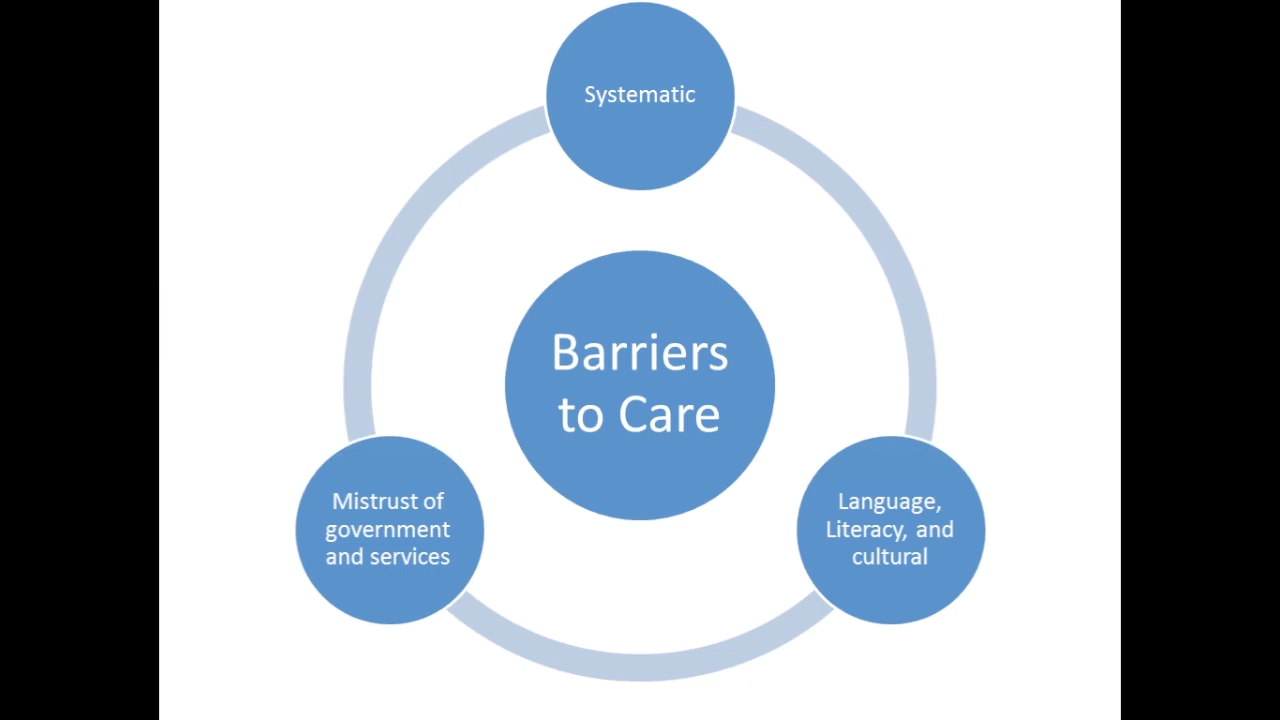 Systematic
Barriers
to Care
Mistrust of
government
and services
Language,
Literacy, and
cultural